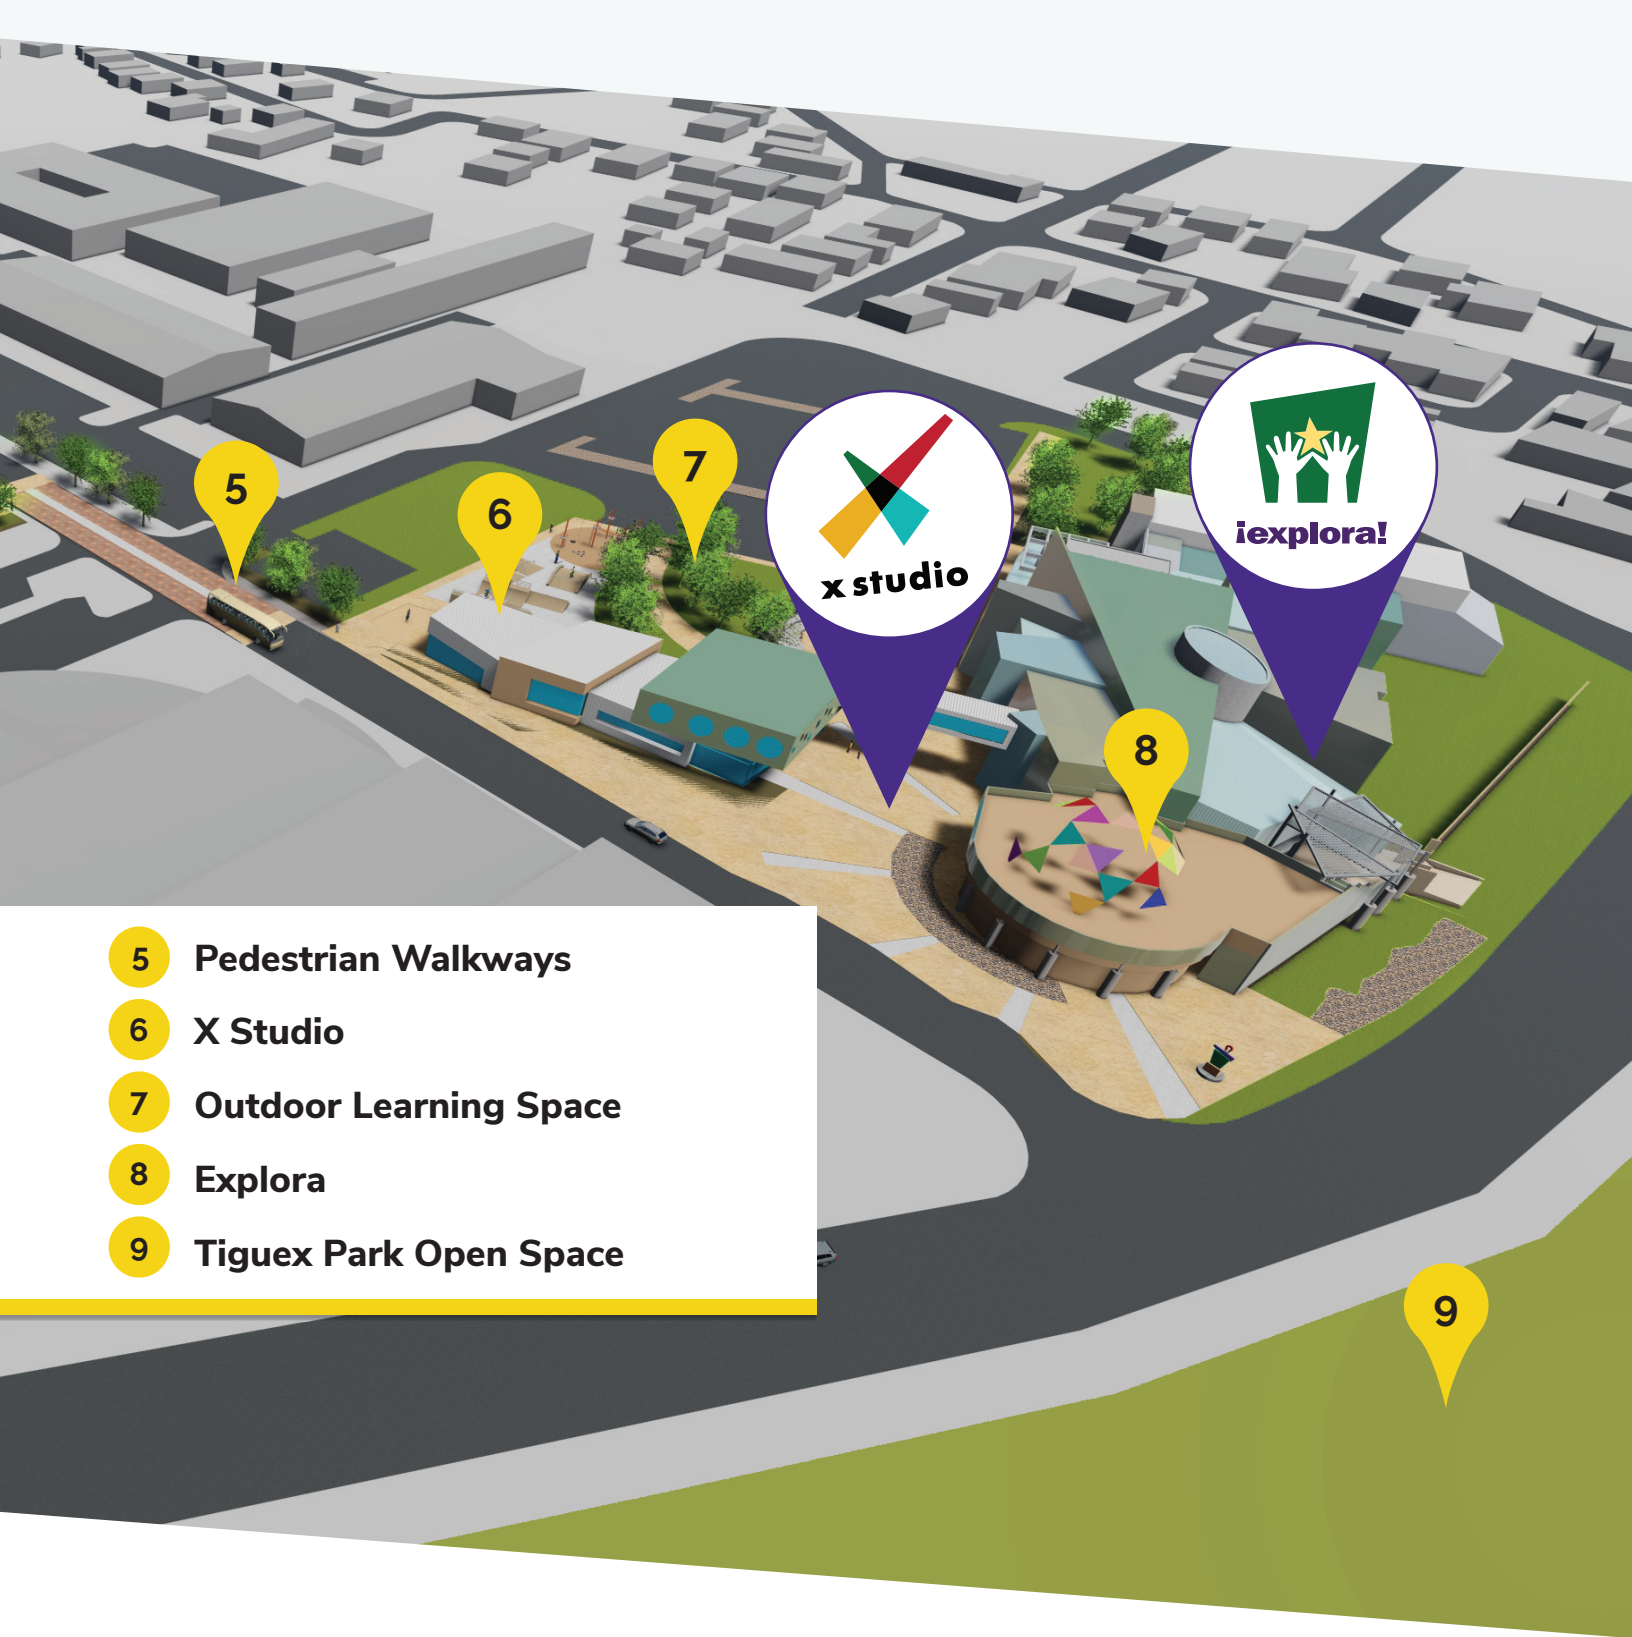 5
6
7
x studio
¡explora!
8
5 Pedestrian Walkways
6 X Studio
7 Outdoor Learning Space
8 Explora
9 Tiguex Park Open Space
9